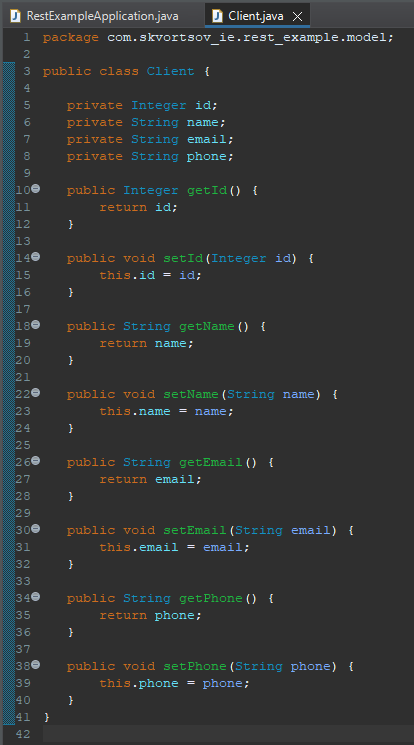 RestExampleApplication.java Client.java
1 package com.skvortsov_ie.rest_example.model;
2
3 public class Client {
4
5 private Integer id;
6 private String name;
7 private String email;
8 private String phone;
9
10 public Integer getId() {
11 return id;
12 }
13
14 public void setId(Integer id) {
15 this.id = id;
16 }
17
18 public String getName() {
19 return name;
20 }
21
22 public void setName(String name) {
23 this.name = name;
24 }
25
26 public String getEmail() {
27 return email;
28 }
29
30 public void setEmail(String email) {
31 this.email = email;
32 }
33
34 public String getPhone() {
35 return phone;
36 }
37
38 public void setPhone(String phone) {
39 this.phone = phone;
40 }
41 }
42